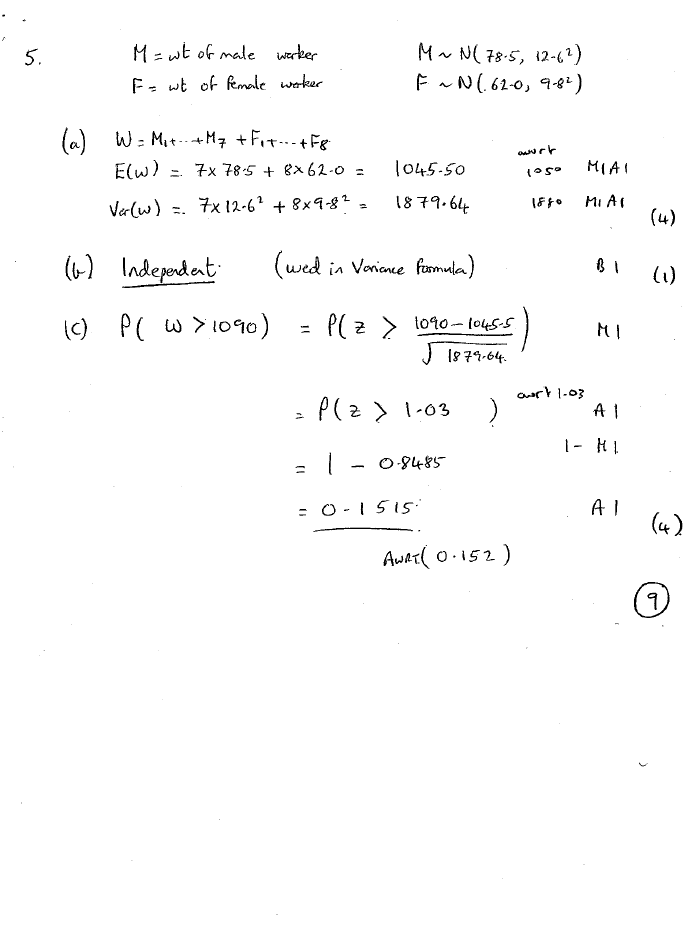 5. M = wt of male worker M ~ N(78.5, 12.6²)
F = wt of female worker F ~ N(62.0, 9.8²)
(a) W = M₁+...+M₇ + F₁+...+F₈
E(W) = 7×78.5 + 8×62.0 = 1045.50 awrt 1050 M1 A1
Var(W) = 7×12.6² + 8×9.8² = 1879.64 1880 M1 A1
(4)
(b) Independent (used in Variance formula) B1 (1)
(c) P(W > 1090) = P(Z > (1090 - 1045.5)/√1879.64) M1
= P(Z > 1.03) awrt 1.03 A1
= 1 - 0.8485 1- M1
= 0.1515 A1 (4)
AWRT(0.152)
9